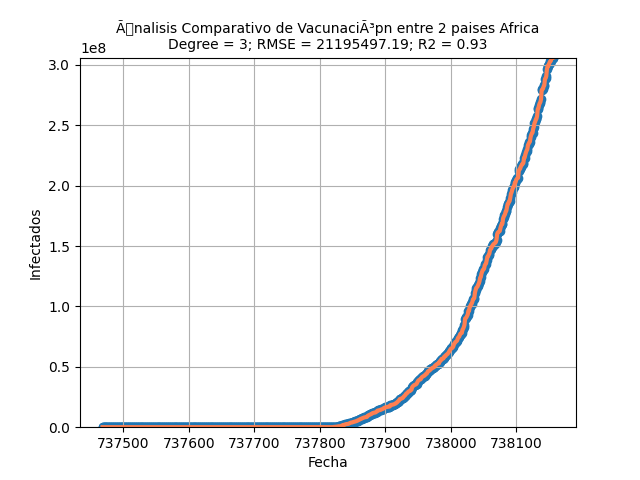 Ã□nalisis Comparativo de VacunaciÃ³pn entre 2 paises Africa
Degree = 3; RMSE = 21195497.19; R2 = 0.93
1e8
3.0
2.5
2.0
1.5
1.0
0.5
0.0
Infectados
737500 737600 737700 737800 737900 738000 738100
Fecha